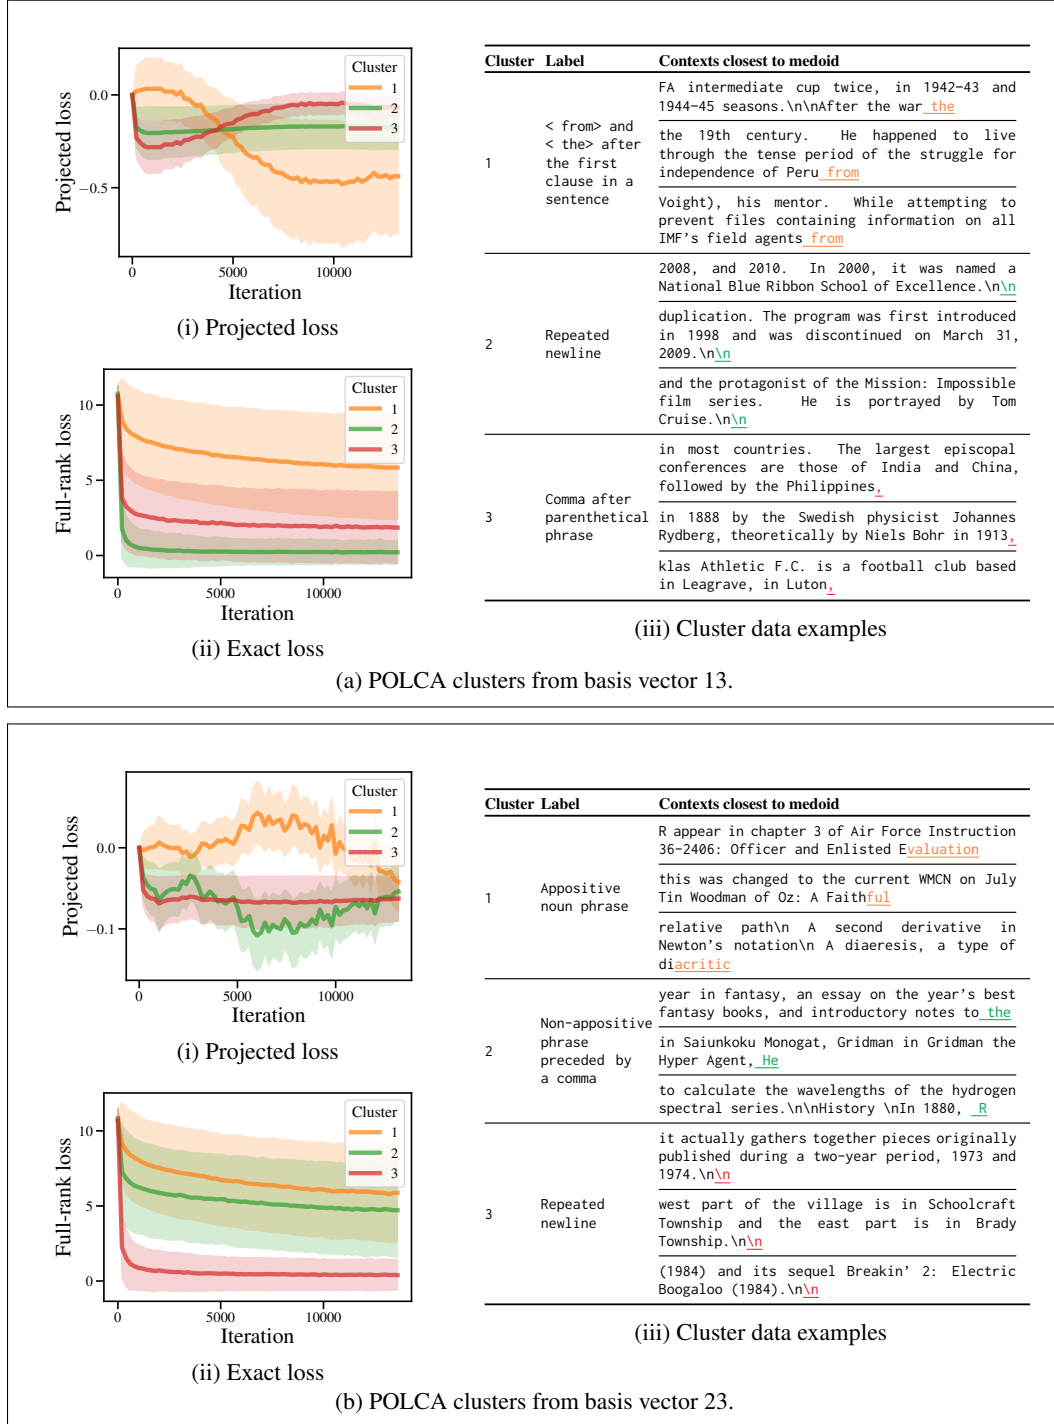 Cluster
1
2
3
0.0
−0.5
Projected loss
0
5000
10000
Iteration
(i) Projected loss
Cluster
1
2
3
10
5
0
Full-rank loss
0
5000
10000
Iteration
(ii) Exact loss
Cluster Label Contexts closest to medoid
1
< from> and
< the> after
the first
clause in a
sentence
FA intermediate cup twice, in 1942–43 and
1944–45 seasons.\n\nAfter the war the
the 19th century. He happened to live
through the tense period of the struggle for
independence of Peru from
Voight), his mentor. While attempting to
prevent files containing information on all
IMF's field agents from
2
Repeated
newline
2008, and 2010. In 2000, it was named a
National Blue Ribbon School of Excellence.\n\n
duplication. The program was first introduced
in 1998 and was discontinued on March 31,
2009.\n\n
and the protagonist of the Mission: Impossible
film series. He is portrayed by Tom
Cruise.\n\n
3
Comma after
parenthetical
phrase
in most countries. The largest episcopal
conferences are those of India and China,
followed by the Philippines,
in 1888 by the Swedish physicist Johannes
Rydberg, theoretically by Niels Bohr in 1913,
klas Athletic F.C. is a football club based
in Leagrave, in Luton,
(iii) Cluster data examples
(a) POLCA clusters from basis vector 13.
Cluster
1
2
3
0.0
−0.1
Projected loss
0
5000
10000
Iteration
(i) Projected loss
Cluster
1
2
3
10
5
0
Full-rank loss
0
5000
10000
Iteration
(ii) Exact loss
Cluster Label Contexts closest to medoid
1
Appositive
noun phrase
R appear in chapter 3 of Air Force Instruction
36–2406: Officer and Enlisted Evaluation
this was changed to the current WMCN on July
Tin Woodman of Oz: A Faithful
relative path\n A second derivative in
Newton's notation\n A diaeresis, a type of
diacritic
2
Non-appositive
phrase
preceded by
a comma
year in fantasy, an essay on the year's best
fantasy books, and introductory notes to the
in Saiunkoku Monogat, Gridman in Gridman the
Hyper Agent, He
to calculate the wavelengths of the hydrogen
spectral series.\n\nHistory \nIn 1880, R
3
Repeated
newline
it actually gathers together pieces originally
published during a two-year period, 1973 and
1974.\n\n
west part of the village is in Schoolcraft
Township and the east part is in Brady
Township.\n\n
(1984) and its sequel Breakin' 2: Electric
Boogaloo (1984).\n\n
(iii) Cluster data examples
(b) POLCA clusters from basis vector 23.